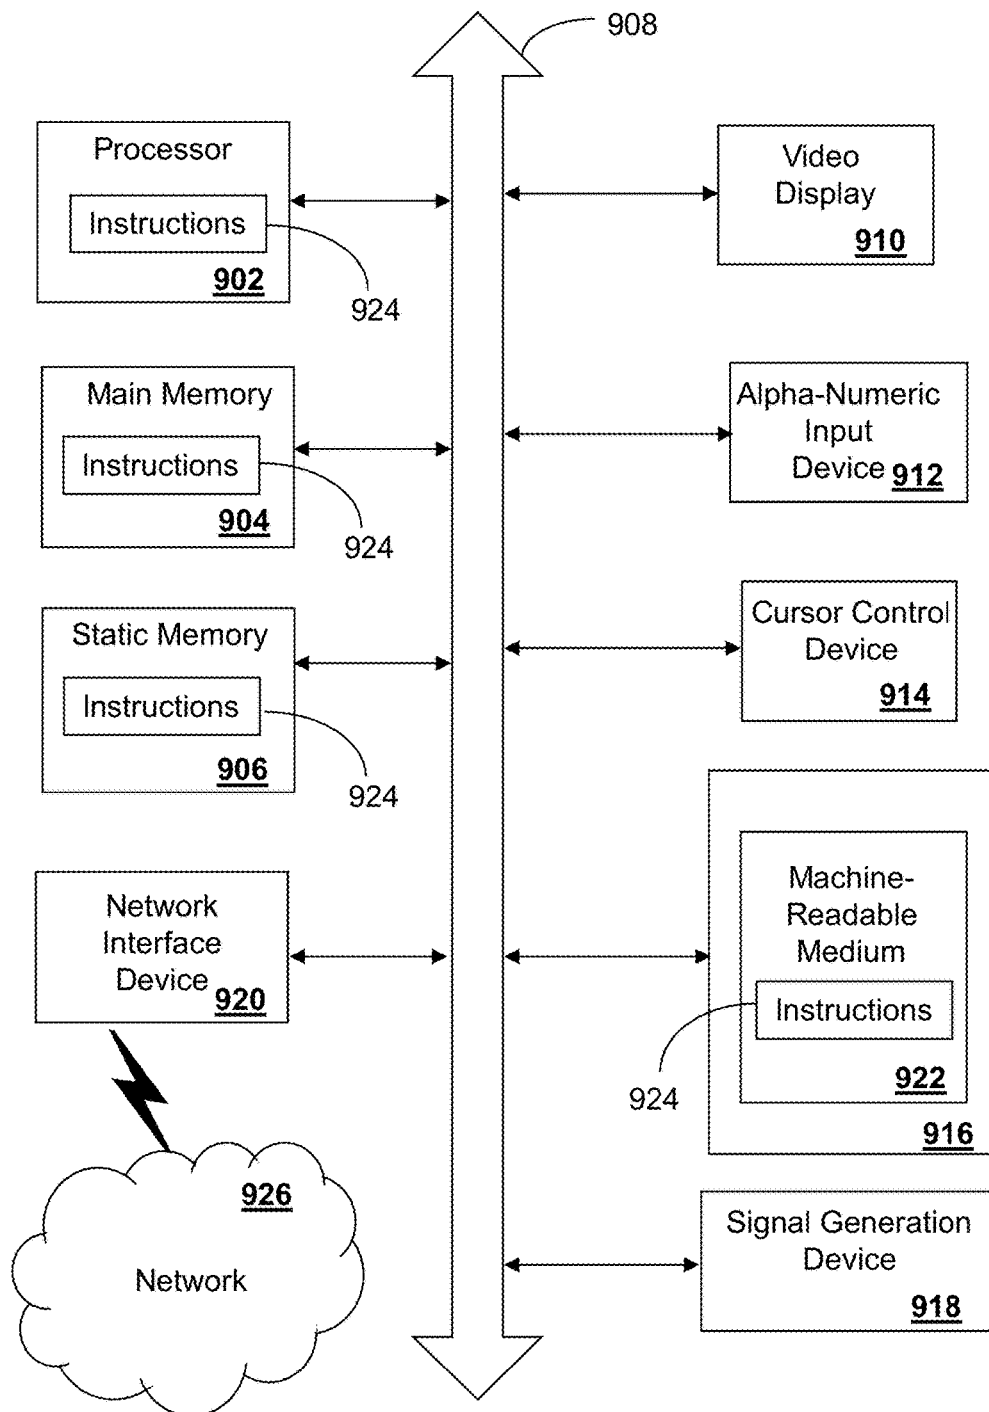 908
Processor
Instructions
902
924
Main Memory
Instructions
904
924
Static Memory
Instructions
906
924
Network
Interface
Device
920
926
Network
Video
Display
910
Alpha-Numeric
Input
Device
912
Cursor Control
Device
914
Machine-
Readable
Medium
Instructions
922
924
916
Signal Generation
Device
918